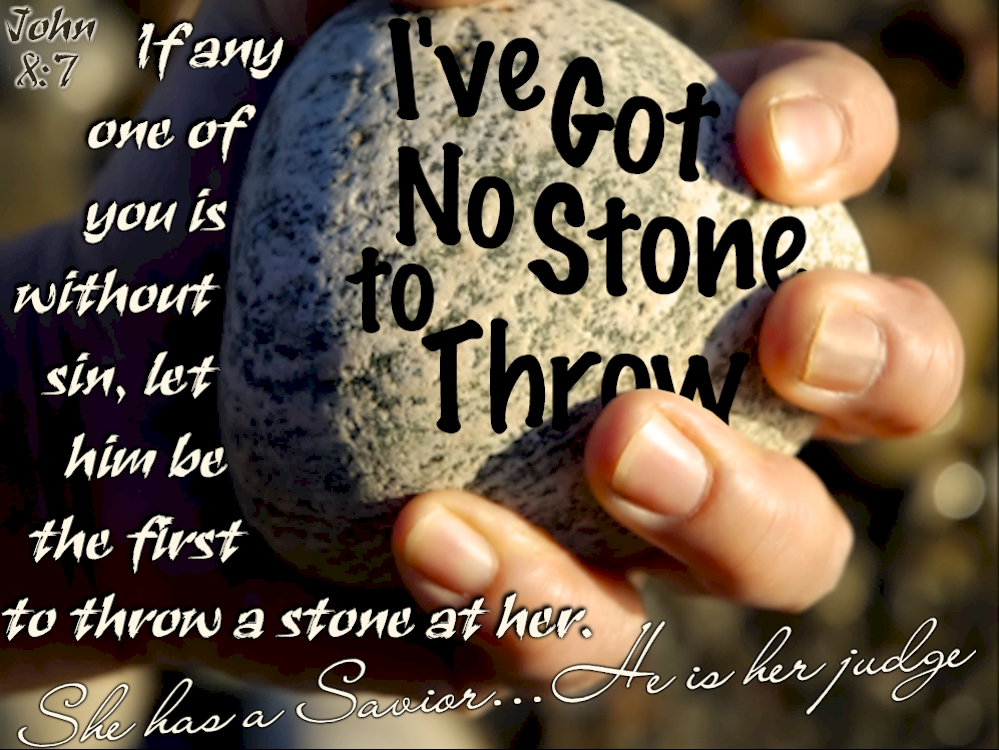 John
8:7
If any
one of
you is
without
sin, let
him be
the first
to throw a stone at her.
I've Got
No Stone
to
Throw
She has a Savior... He is her judge